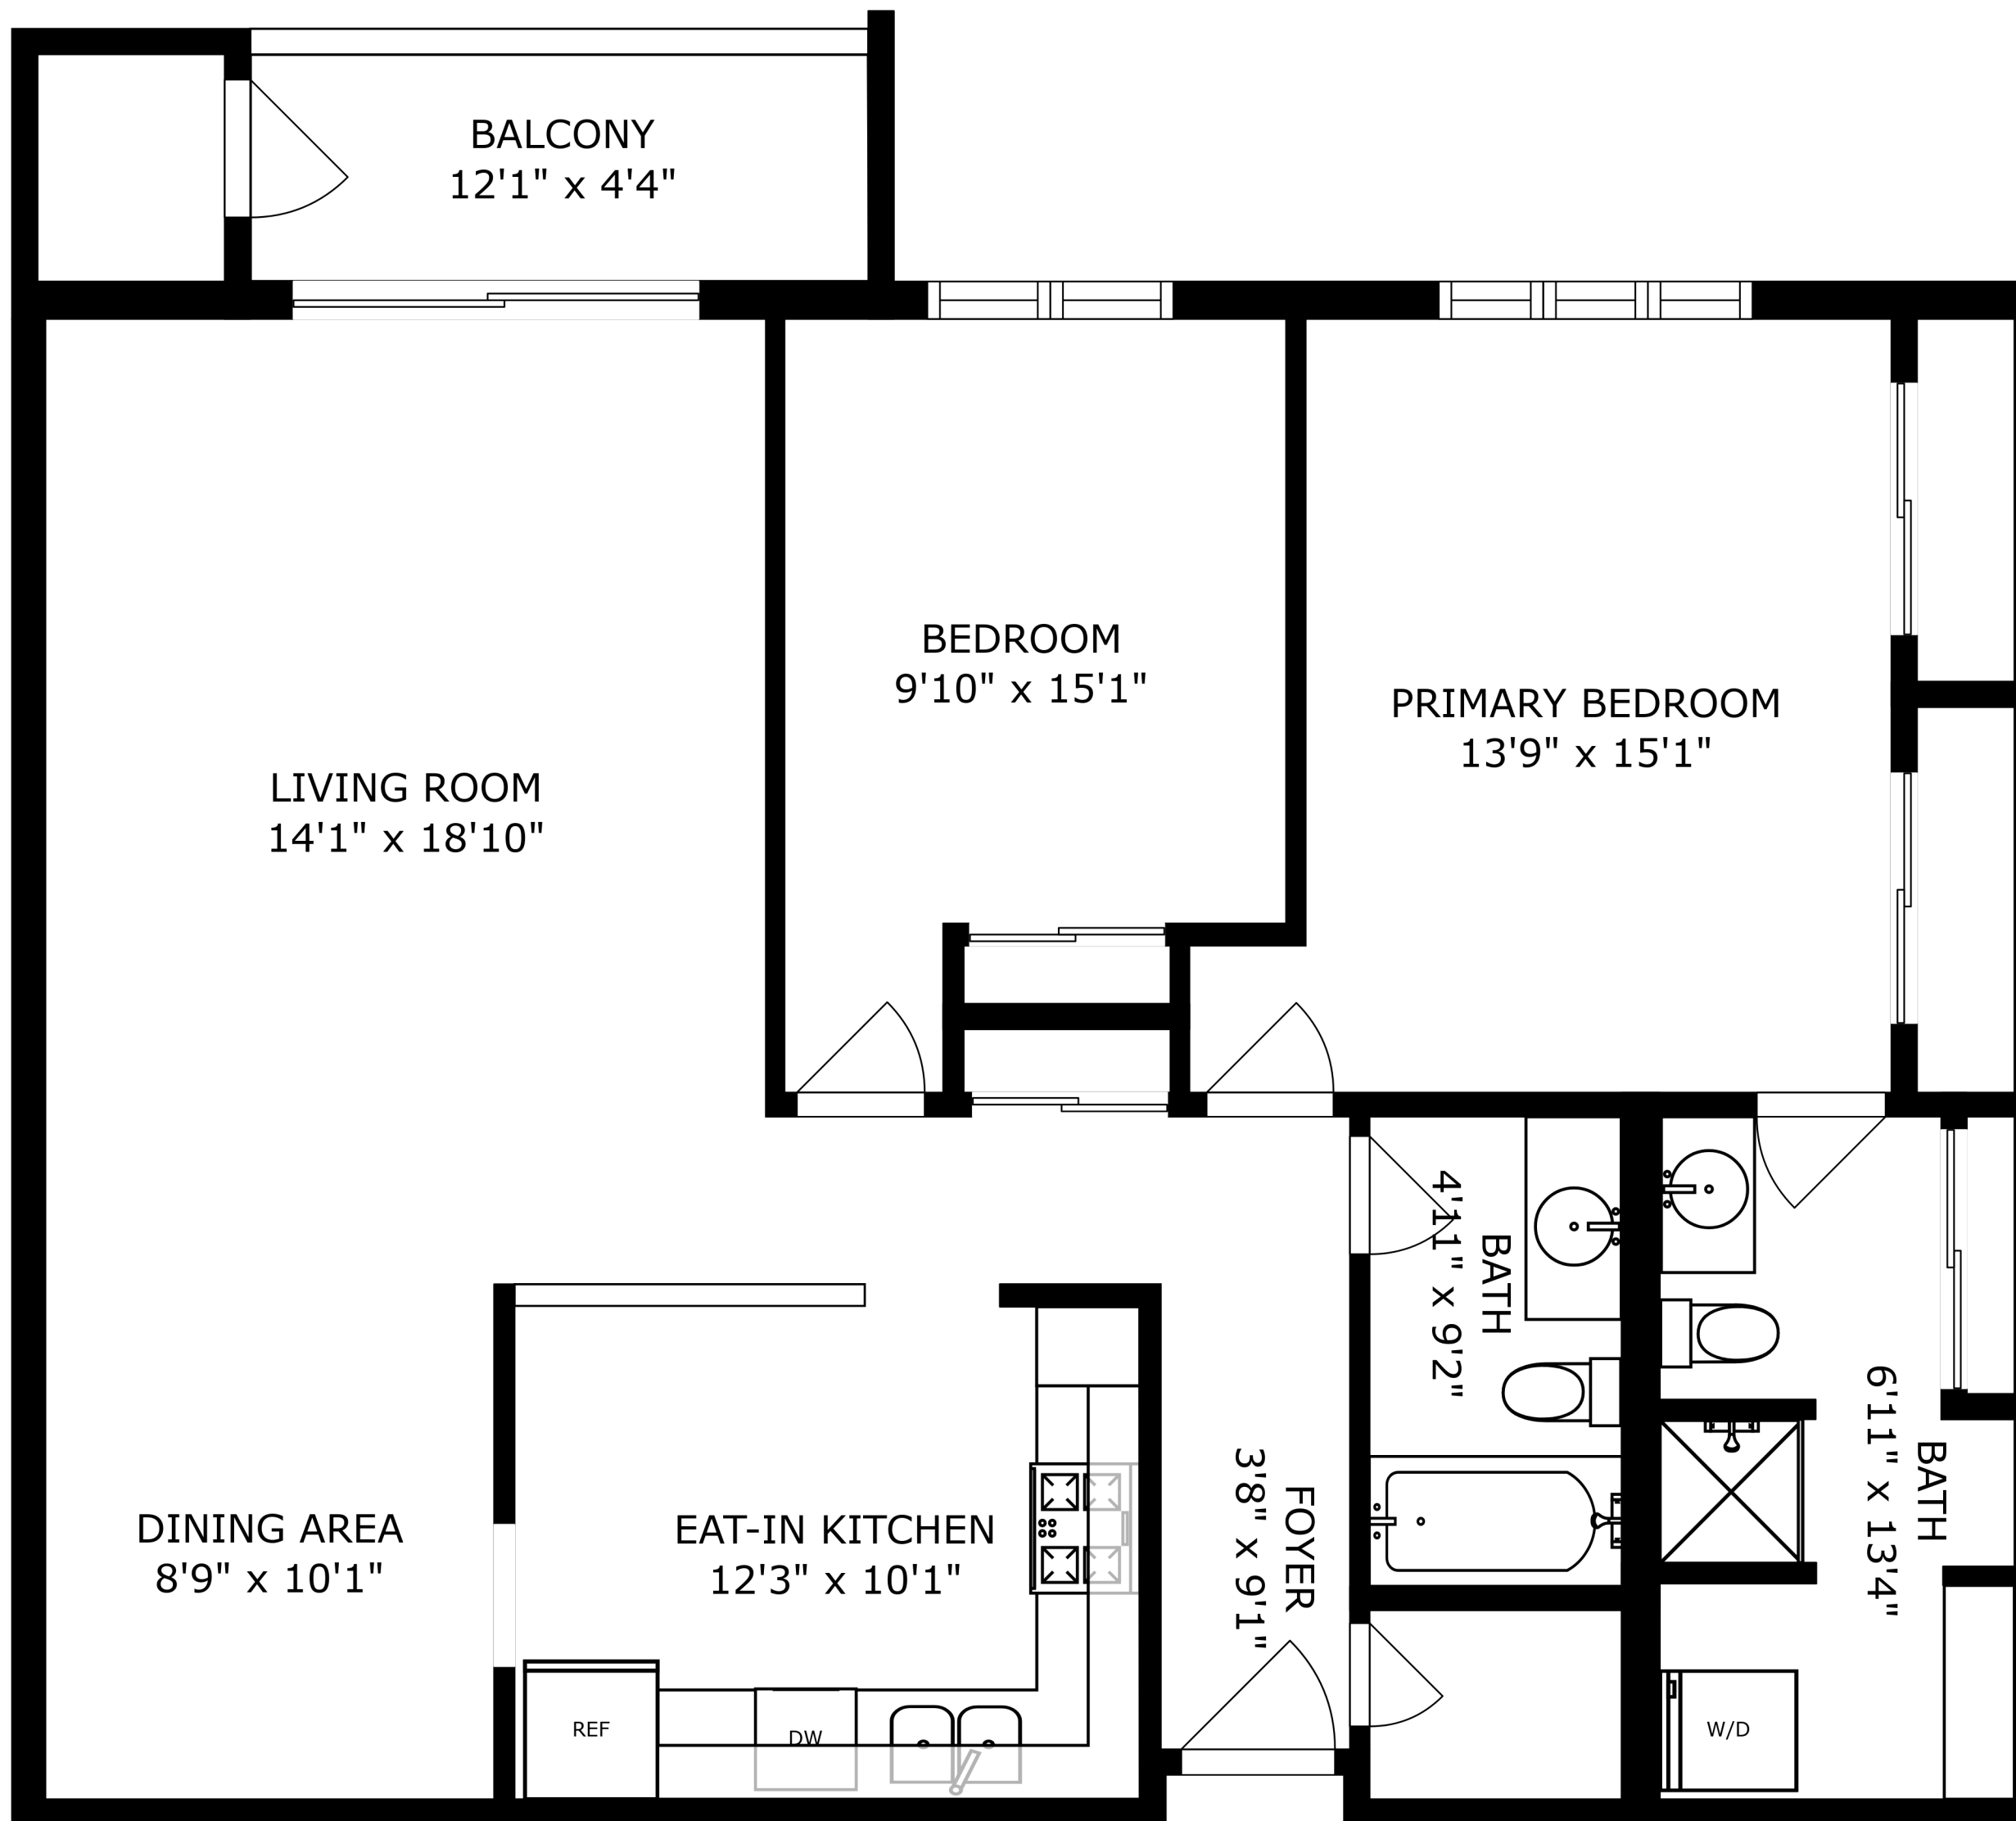 BALCONY
12'1" x 4'4"
BEDROOM
9'10" x 15'1"
PRIMARY BEDROOM
13'9" x 15'1"
LIVING ROOM
14'1" x 18'10"
BATH
4'11" x 9'2"
BATH
6'11" x 13'4"
FOYER
3'8" x 9'1"
DINING AREA
8'9" x 10'1"
EAT-IN KITCHEN
12'3" x 10'1"
REF
DW
W/D